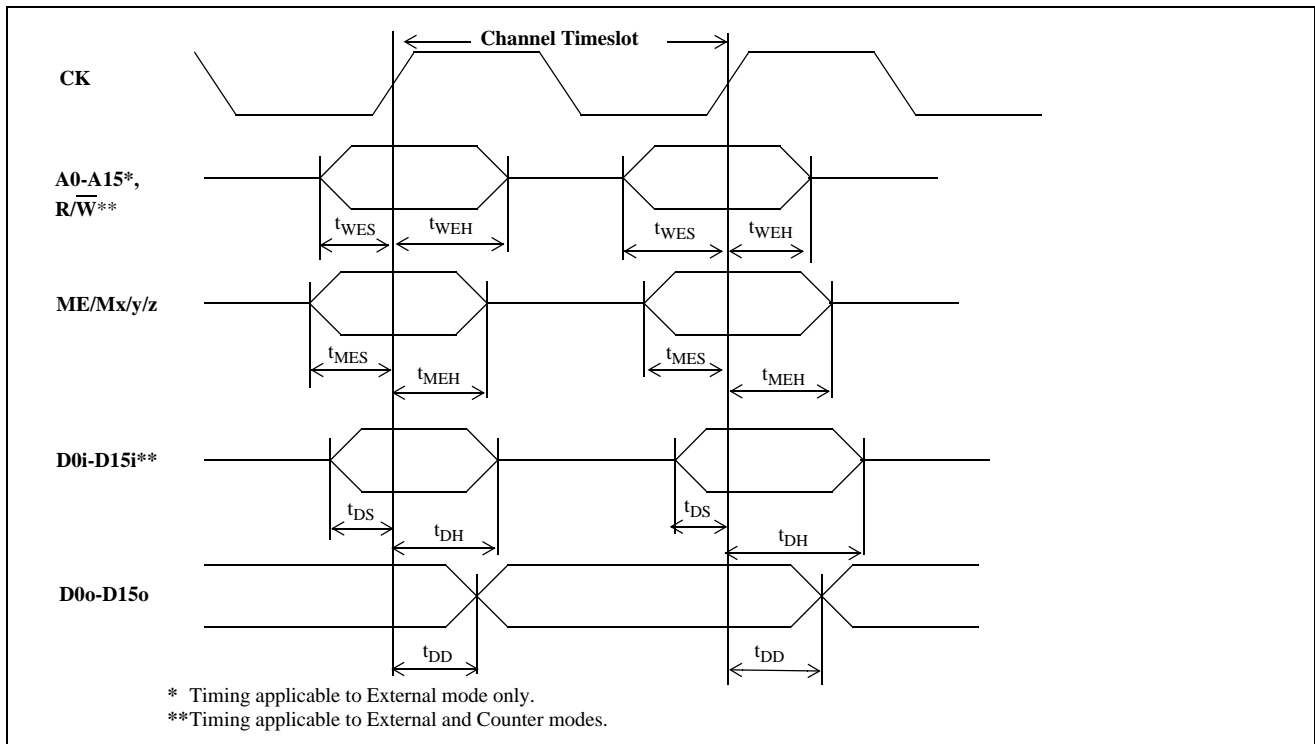 Channel Timeslot
CK
A0-A15*,
R/W̅**
tWES tWEH tWES tWEH
ME/Mx/y/z
tMES tMEH tMES tMEH
D0i-D15i**
tDS tDH tDS tDH
D0o-D15o
tDD tDD
* Timing applicable to External mode only.
**Timing applicable to External and Counter modes.